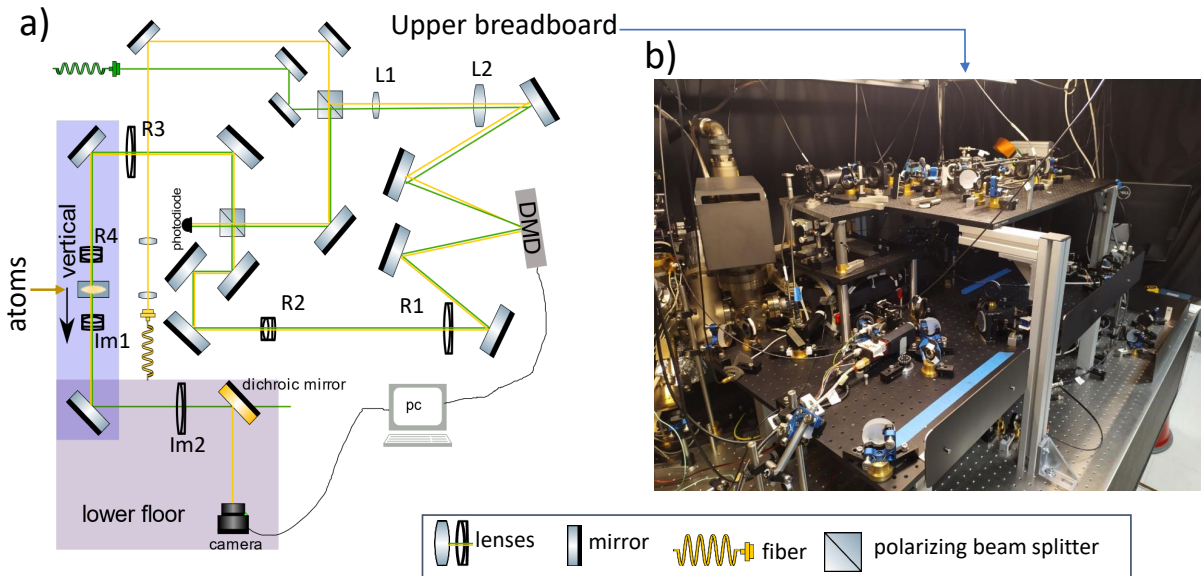 a)
Upper breadboard
b)
L1
L2
R3
photodiode
DMD
R4
vertical
atoms
Im1
R2
R1
dichroic mirror
pc
Im2
lower floor
camera
lenses
mirror
fiber
polarizing beam splitter